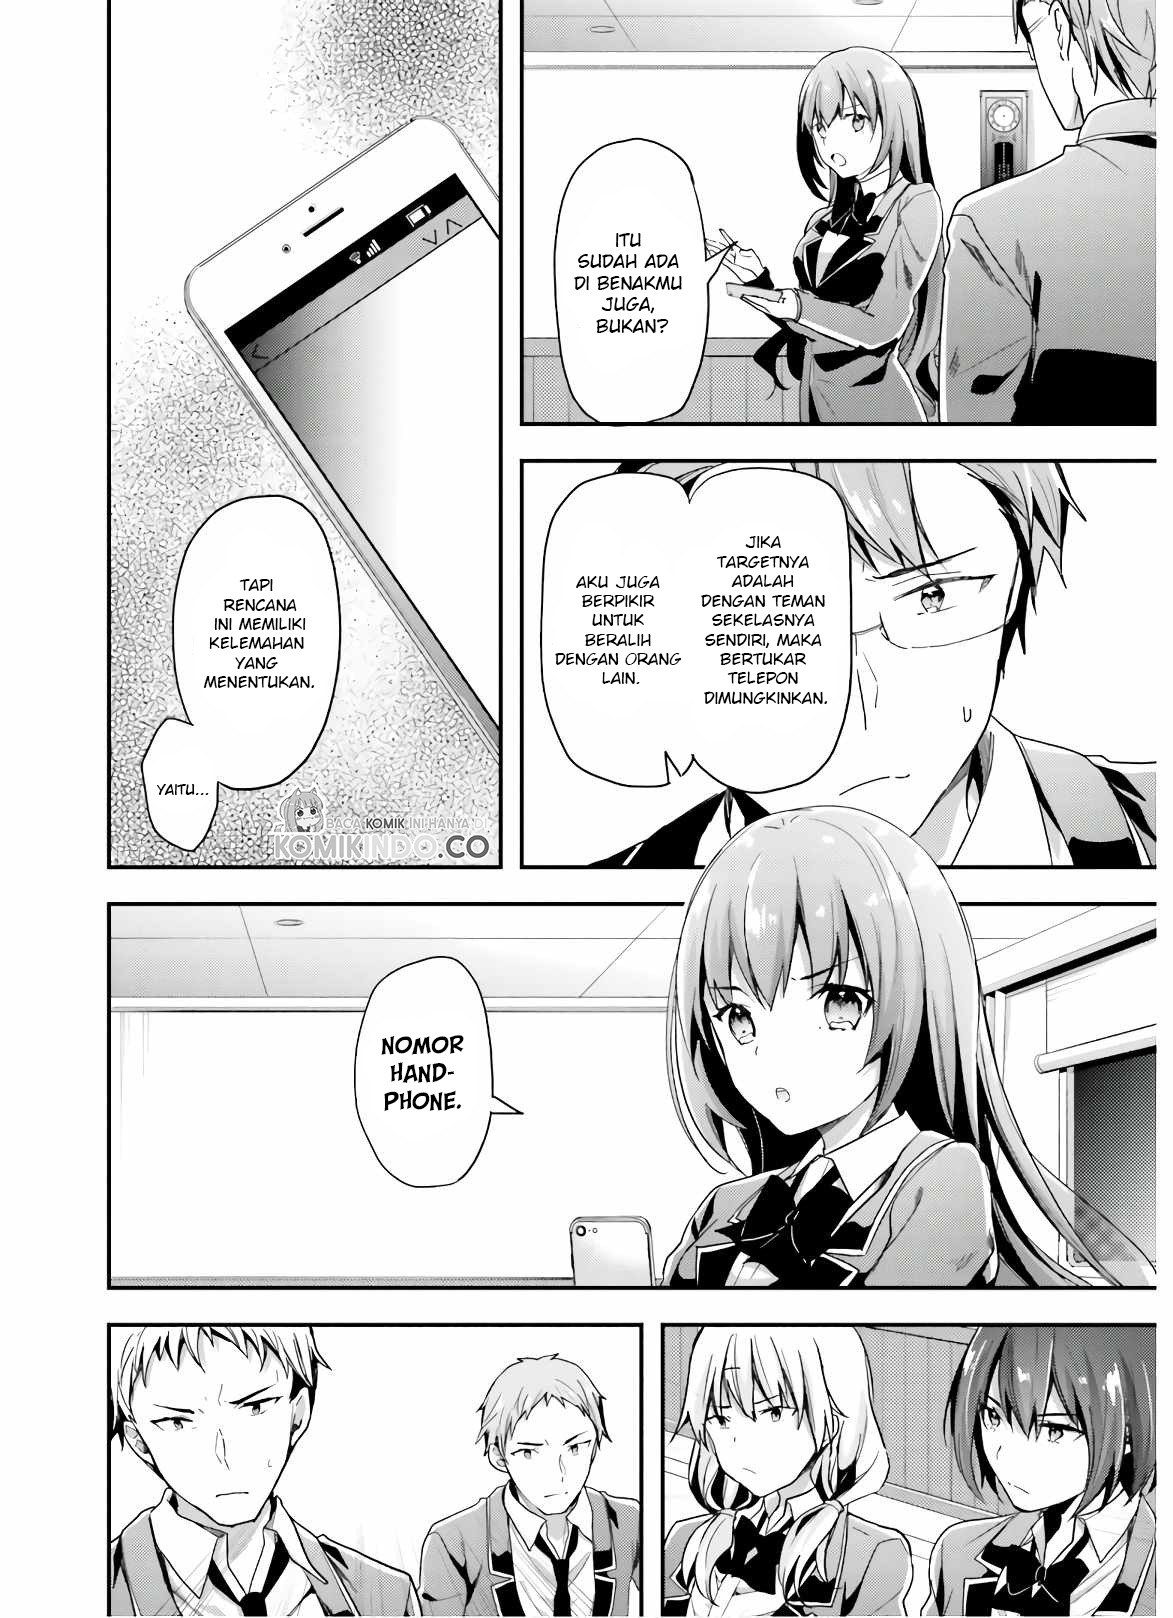 ITU
SUDAH ADA
DI BENAKMU
JUGA,
BUKAN?
JIKA
TARGETNYA
ADALAH
DENGAN TEMAN
SEKELASNYA
SENDIRI, MAKA
BERTUKAR
TELEPON
DIMUNGKINKAN.
AKU JUGA
BERPIKIR
UNTUK
BERALIH
DENGAN ORANG
LAIN.
TAPI
RENCANA
INI MEMILIKI
KELEMAHAN
YANG
MENENTUKAN.
YAITU...
BACA KOMIK INI HANYA DI
KOMIKINDO.CO
NOMOR
HAND-
PHONE.